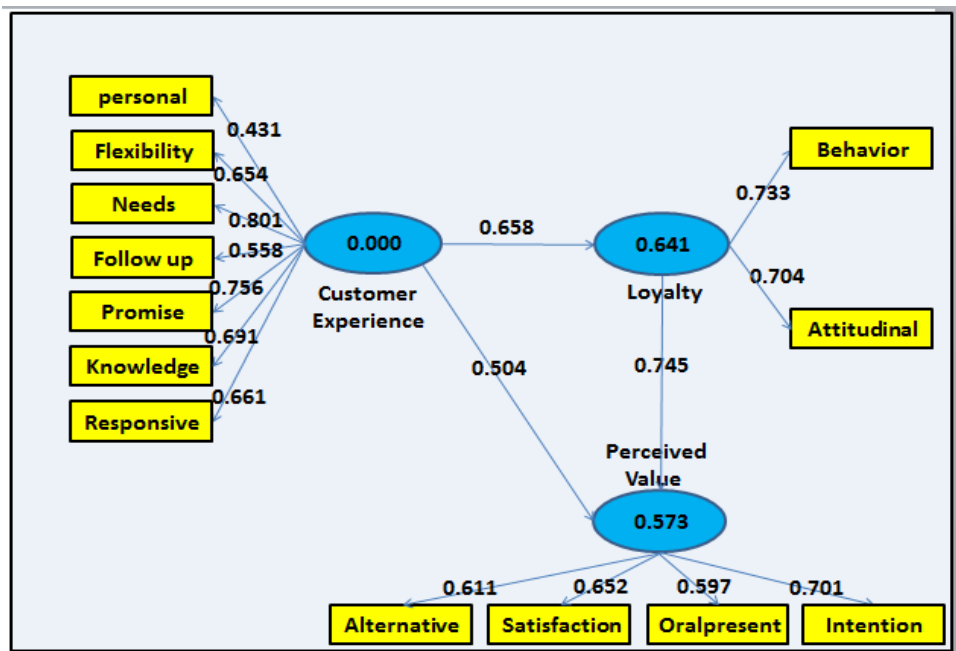 personal
0.431
Flexibility
0.654
Needs
0.801
Follow up
0.558
Promise
0.756
Knowledge
0.691
Responsive
0.661
0.000
Customer
Experience
0.658
0.641
Loyalty
0.504
0.745
Behavior
0.733
0.704
Attitudinal
Perceived
Value
0.573
0.611
0.652
0.597
0.701
Alternative
Satisfaction
Oralpresent
Intention